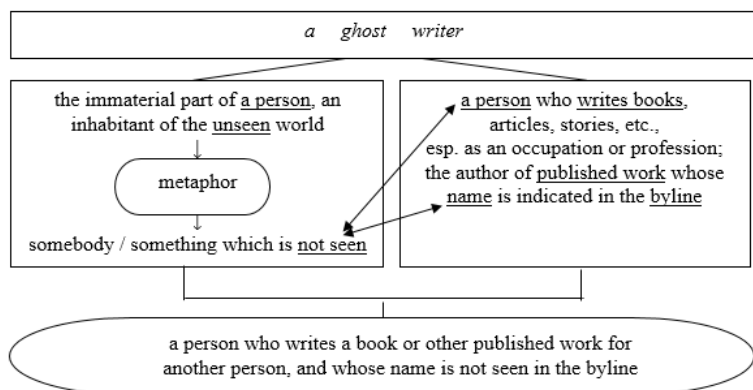 a ghost writer
the immaterial part of a person, an
inhabitant of the unseen world
metaphor
somebody / something which is not seen
a person who writes books,
articles, stories, etc.,
esp. as an occupation or profession;
the author of published work whose
name is indicated in the byline
a person who writes a book or other published work for
another person, and whose name is not seen in the byline